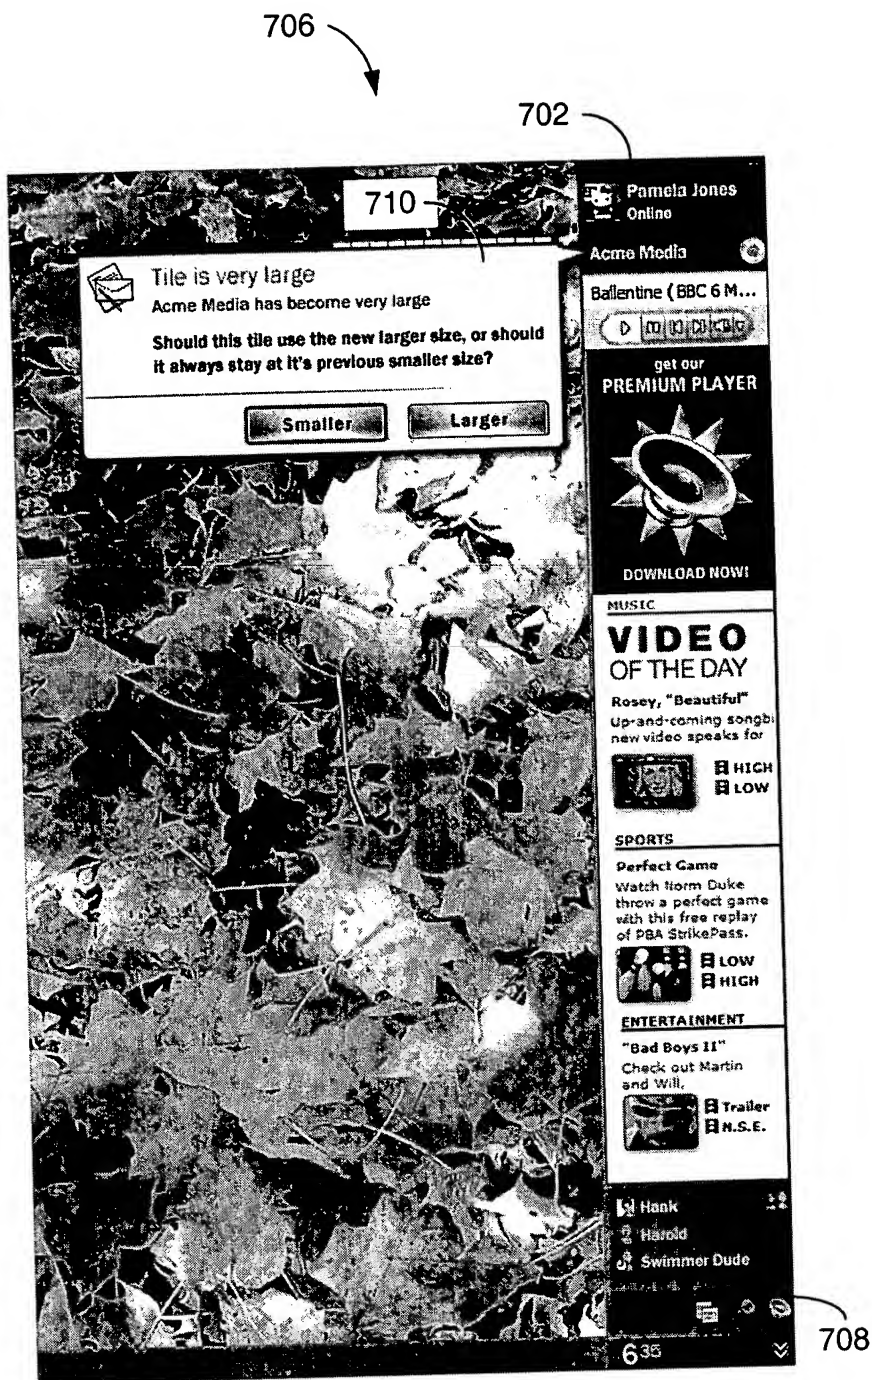 706
702
710
Pamela Jones
Online
Acme Media
Tile is very large
Acme Media has become very large
Should this tile use the new larger size, or should
it always stay at it's previous smaller size?
Smaller
Larger
Ballentine (BBC 6 M...
get our
PREMIUM PLAYER
DOWNLOAD NOW!
MUSIC
VIDEO
OF THE DAY
Rosey, "Beautiful"
Up-and-coming songbi
new video speaks for
HIGH
LOW
SPORTS
Perfect Game
Watch Norm Duke
throw a perfect game
with this free replay
of PBA StrikePass.
LOW
HIGH
ENTERTAINMENT
"Bad Boys II"
Check out Martin
and Will,
Trailer
N.S.E.
Hank
Harold
Swimmer Dude
708
6 35